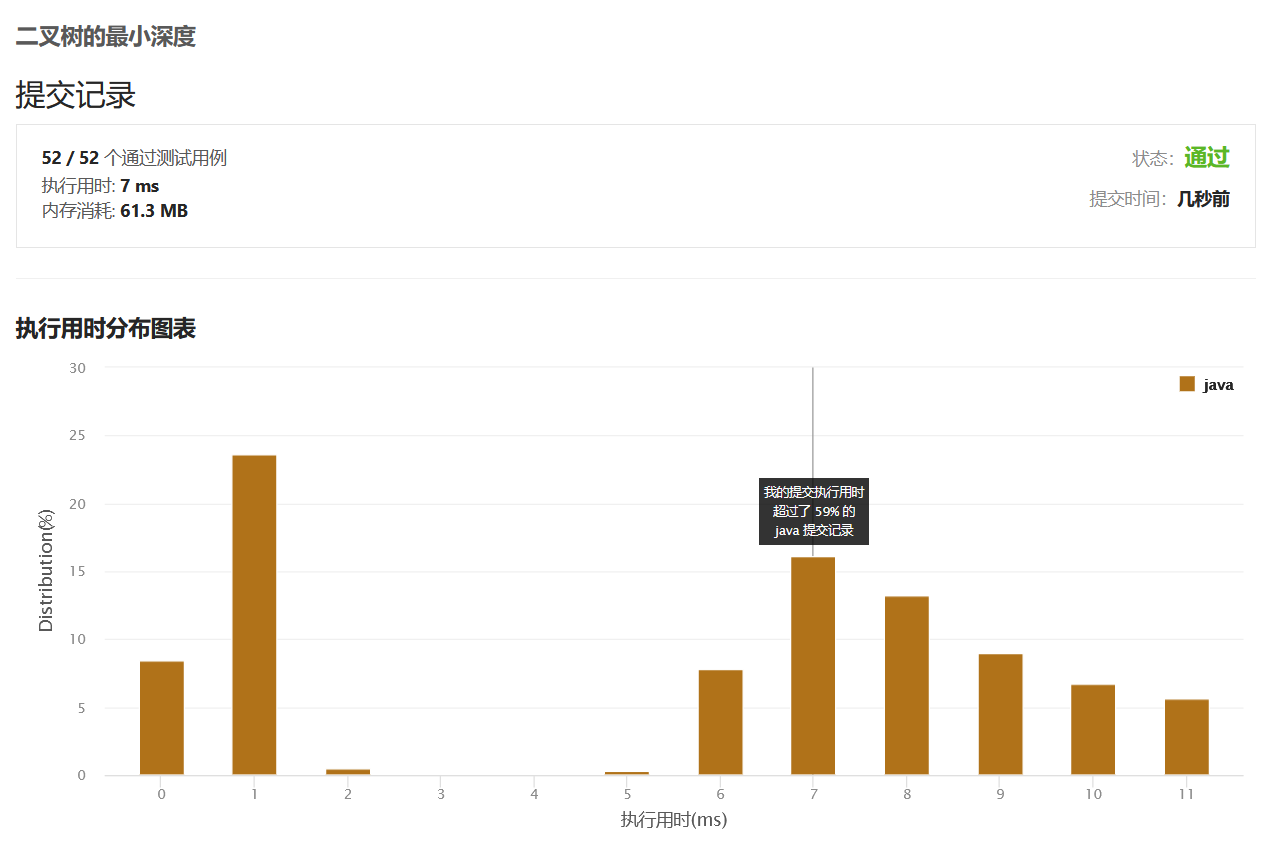 二叉树的最小深度
提交记录
52 / 52 个通过测试用例
状态：通过
执行用时: 7 ms
提交时间：几秒前
内存消耗: 61.3 MB
执行用时分布图表
30
java
25
20
15
10
5
0
Distribution(%)
我的提交执行用时
超过了 59% 的
java 提交记录
0 1 2 3 4 5 6 7 8 9 10 11
执行用时(ms)